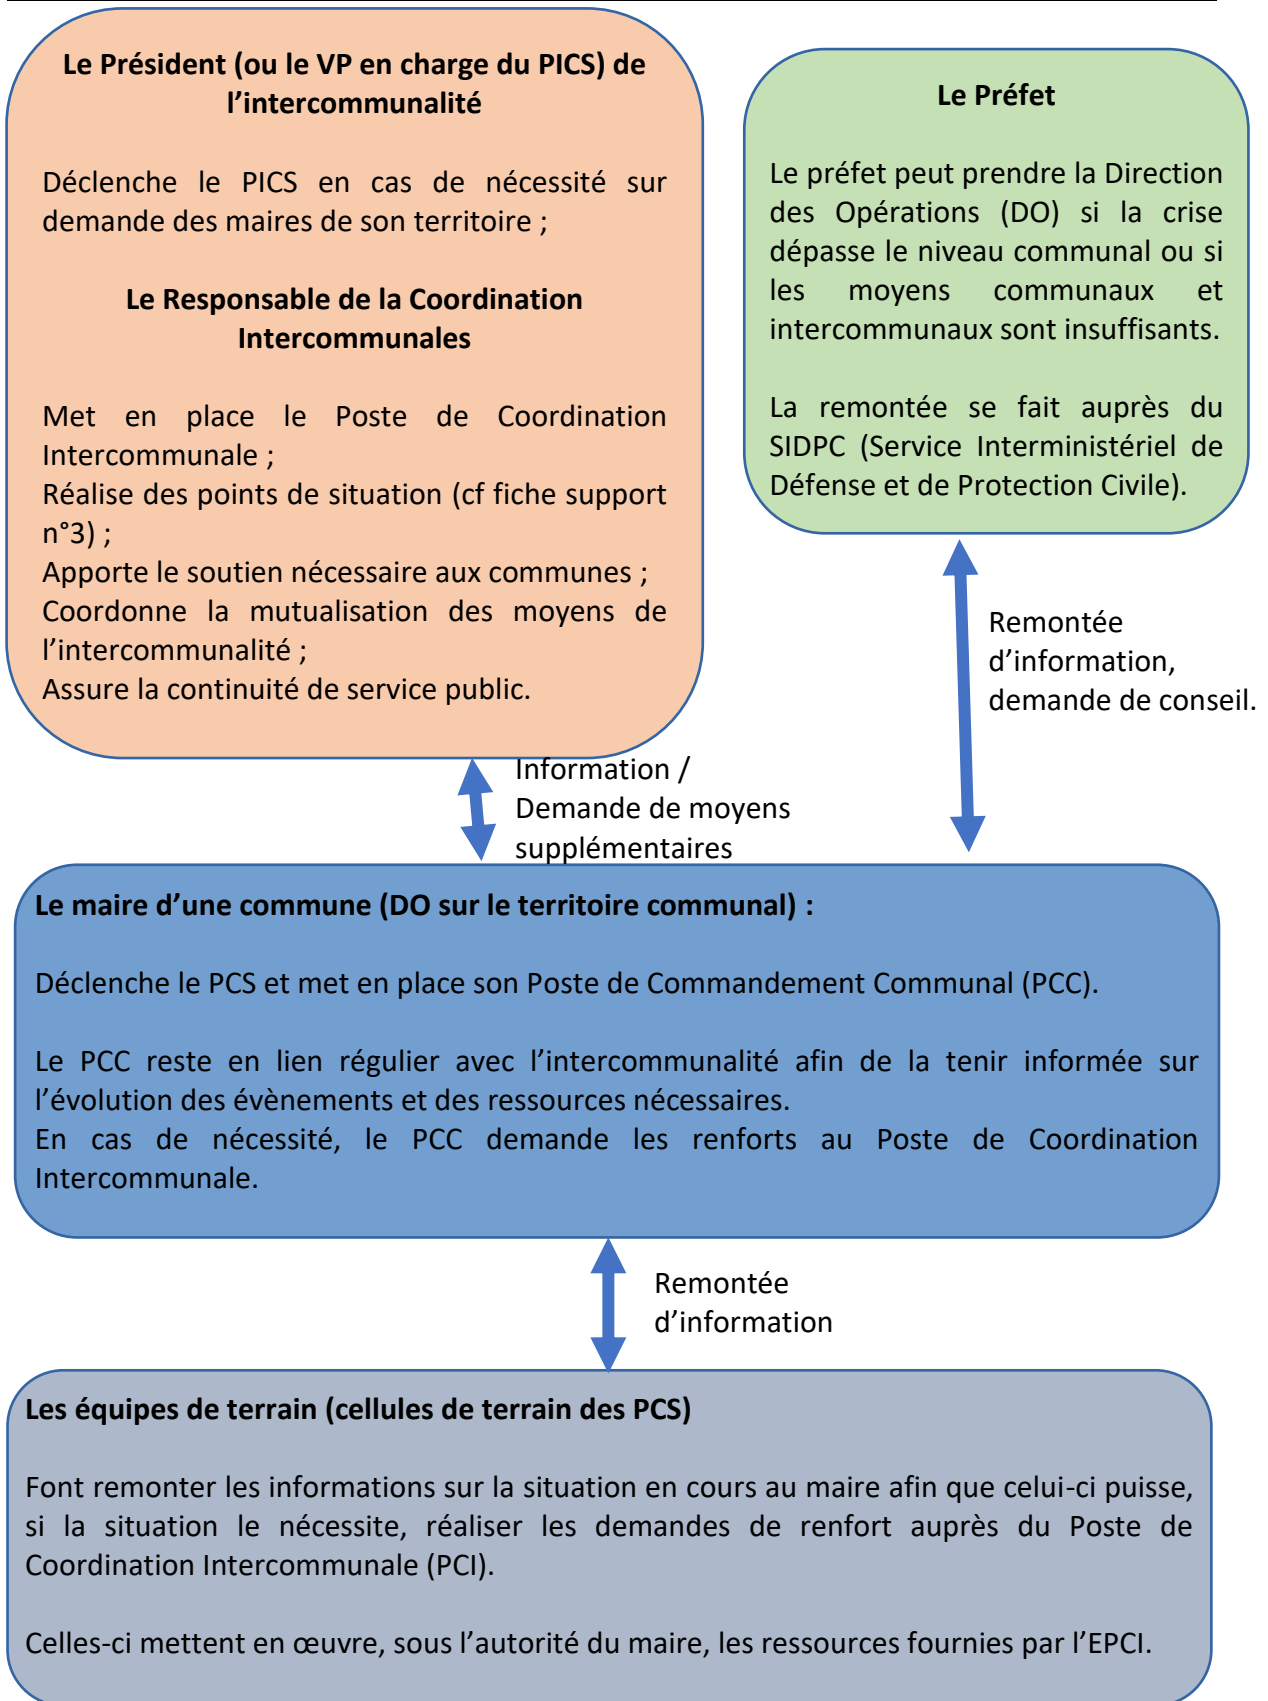 Le Président (ou le VP en charge du PICS) de
l’intercommunalité
Déclenche le PICS en cas de nécessité sur
demande des maires de son territoire ;
Le Responsable de la Coordination
Intercommunales
Met en place le Poste de Coordination
Intercommunale ;
Réalise des points de situation (cf fiche support
n°3) ;
Apporte le soutien nécessaire aux communes ;
Coordonne la mutualisation des moyens de
l’intercommunalité ;
Assure la continuité de service public.
Le Préfet
Le préfet peut prendre la Direction
des Opérations (DO) si la crise
dépasse le niveau communal ou si
les moyens communaux et
intercommunaux sont insuffisants.
La remontée se fait auprès du
SIDPC (Service Interministériel de
Défense et de Protection Civile).
Remontée
d’information,
demande de conseil.
Information /
Demande de moyens
supplémentaires
Le maire d’une commune (DO sur le territoire communal) :
Déclenche le PCS et met en place son Poste de Commandement Communal (PCC).
Le PCC reste en lien régulier avec l’intercommunalité afin de la tenir informée sur
l’évolution des évènements et des ressources nécessaires.
En cas de nécessité, le PCC demande les renforts au Poste de Coordination
Intercommunale.
Remontée
d’information
Les équipes de terrain (cellules de terrain des PCS)
Font remonter les informations sur la situation en cours au maire afin que celui-ci puisse,
si la situation le nécessite, réaliser les demandes de renfort auprès du Poste de
Coordination Intercommunale (PCI).
Celles-ci mettent en œuvre, sous l’autorité du maire, les ressources fournies par l’EPCI.